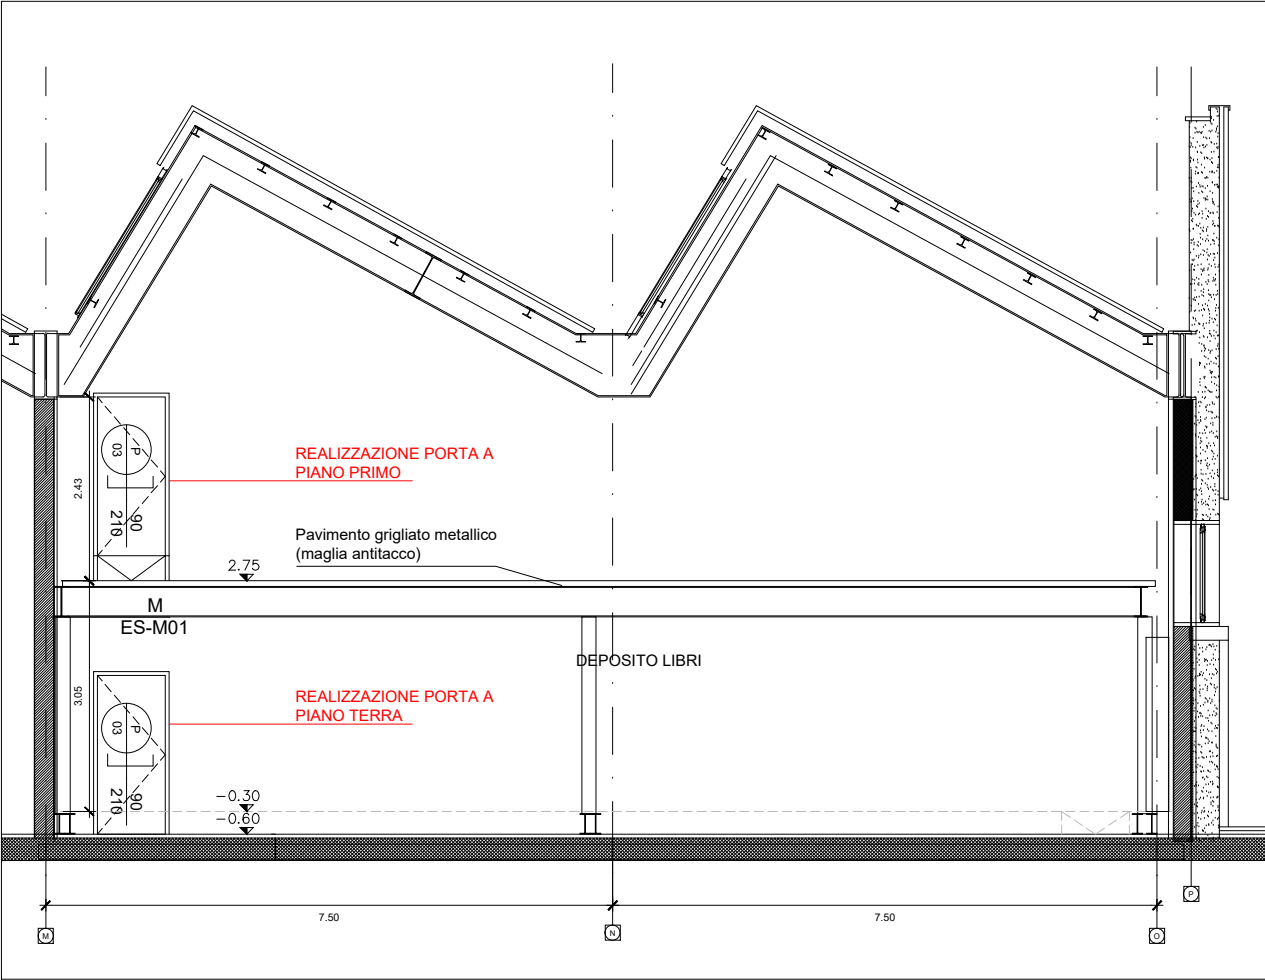 P
03
90
210
2.43
REALIZZAZIONE PORTA A
PIANO PRIMO
Pavimento grigliato metallico
(maglia antitacco)
2.75
M
ES-M01
DEPOSITO LIBRI
3.05
P
03
90
210
REALIZZAZIONE PORTA A
PIANO TERRA
-0.30
-0.60
7.50
7.50
M
N
O
P